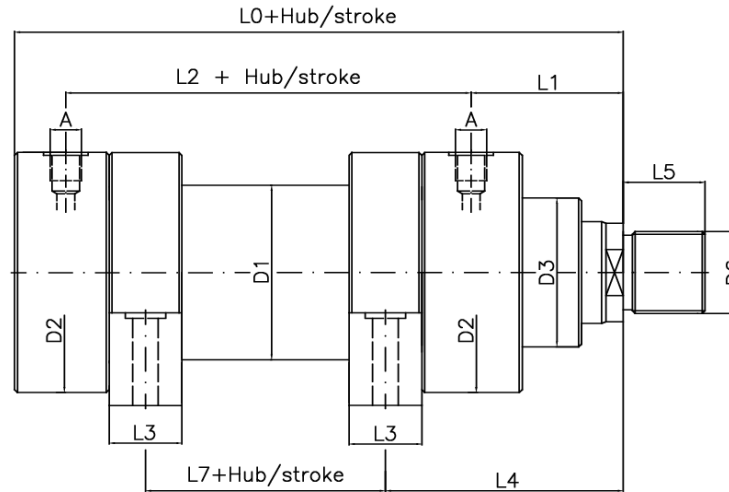 L0+Hub/stroke
L2 + Hub/stroke
L1
A
A
L5
D1
D3
D2
D2
L3
L3
L7+Hub/stroke
L4